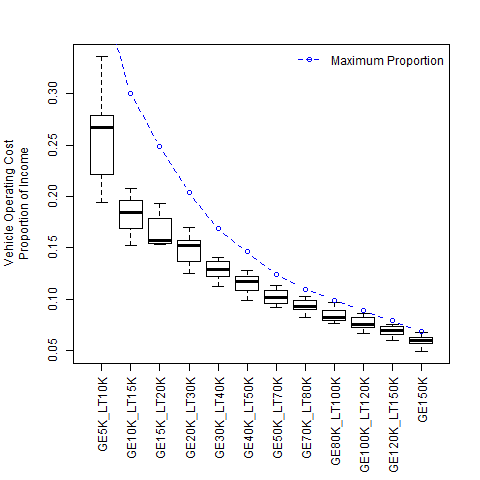 Maximum Proportion
Vehicle Operating Cost
Proportion of Income
0.30
0.25
0.20
0.15
0.10
0.05
GE5K_LT10K
GE10K_LT15K
GE15K_LT20K
GE20K_LT30K
GE30K_LT40K
GE40K_LT50K
GE50K_LT70K
GE70K_LT80K
GE80K_LT100K
GE100K_LT120K
GE120K_LT150K
GE150K